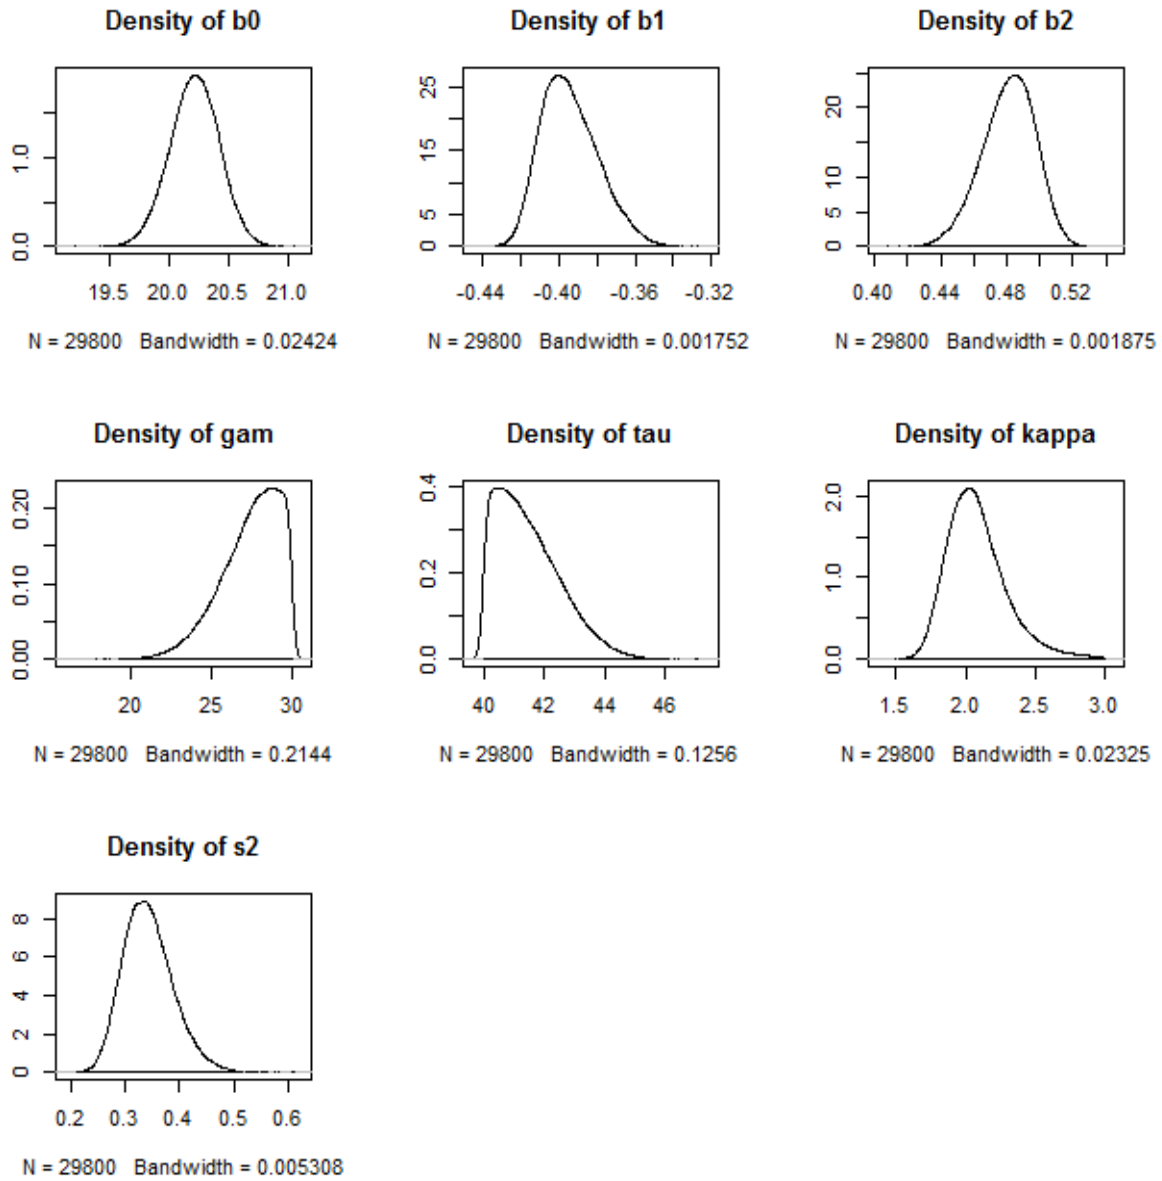 Density of b0
0.0 1.0
19.5 20.0 20.5 21.0
N = 29800 Bandwidth = 0.02424
Density of b1
0 5 15 25
-0.44 -0.40 -0.36 -0.32
N = 29800 Bandwidth = 0.001752
Density of b2
0 5 10 20
0.40 0.44 0.48 0.52
N = 29800 Bandwidth = 0.001875
Density of gam
0.00 0.10 0.20
20 25 30
N = 29800 Bandwidth = 0.2144
Density of tau
0.0 0.2 0.4
40 42 44 46
N = 29800 Bandwidth = 0.1256
Density of kappa
0.0 1.0 2.0
1.5 2.0 2.5 3.0
N = 29800 Bandwidth = 0.02325
Density of s2
0 2 4 6 8
0.2 0.3 0.4 0.5 0.6
N = 29800 Bandwidth = 0.005308